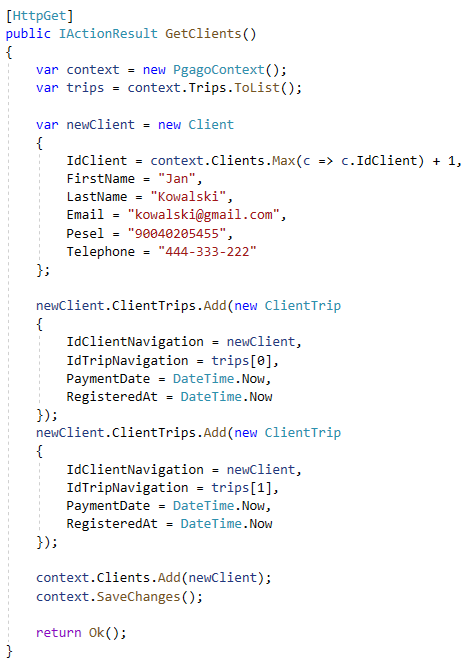 [HttpGet]
public IActionResult GetClients()
{
    var context = new PgagoContext();
    var trips = context.Trips.ToList();

    var newClient = new Client
    {
        IdClient = context.Clients.Max(c => c.IdClient) + 1,
        FirstName = "Jan",
        LastName = "Kowalski",
        Email = "kowalski@gmail.com",
        Pesel = "90040205455",
        Telephone = "444-333-222"
    };

    newClient.ClientTrips.Add(new ClientTrip
    {
        IdClientNavigation = newClient,
        IdTripNavigation = trips[0],
        PaymentDate = DateTime.Now,
        RegisteredAt = DateTime.Now
    });
    newClient.ClientTrips.Add(new ClientTrip
    {
        IdClientNavigation = newClient,
        IdTripNavigation = trips[1],
        PaymentDate = DateTime.Now,
        RegisteredAt = DateTime.Now
    });

    context.Clients.Add(newClient);
    context.SaveChanges();

    return Ok();
}